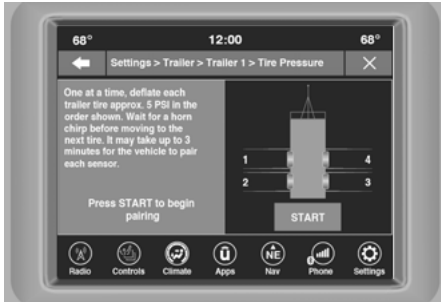 68° 12:00 68°
Settings > Trailer > Trailer 1 > Tire Pressure
One at a time, deflate each
trailer tire approx. 5 PSI in the
order shown. Wait for a horn
chirp before moving to the
next tire. It may take up to 3
minutes for the vehicle to pair
each sensor.
Press START to begin
pairing
1 4
2 3
START
ū NE
Radio Controls Climate Apps Nav Phone Settings